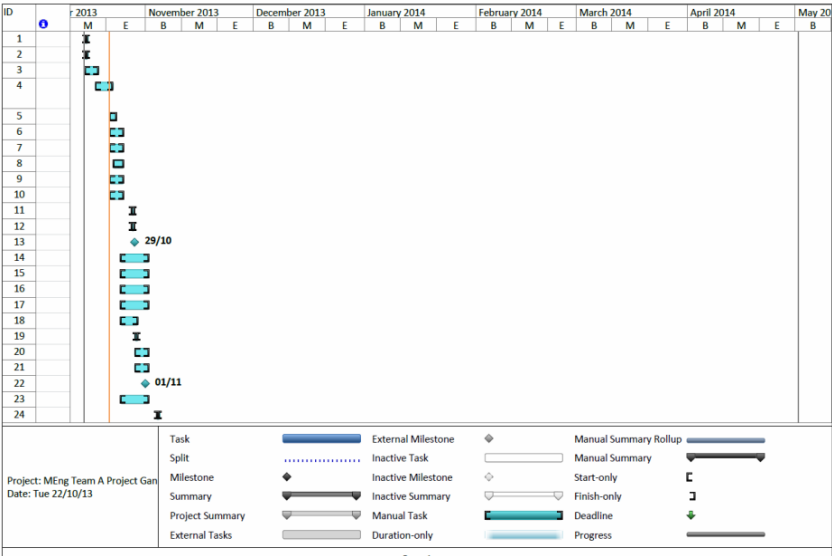 ID r 2013 November 2013 December 2013 January 2014 February 2014 March 2014 April 2014 May 20
M E B M E B M E B M E B M E B M E B M E B
1
2
3
4
5
6
7
8
9
10
11
12
13 29/10
14
15
16
17
18
19
20
21
22 01/11
23
24
Task External Milestone Manual Summary Rollup
Split Inactive Task Manual Summary
Milestone Inactive Milestone Start-only
Summary Inactive Summary Finish-only
Project Summary Manual Task Deadline
External Tasks Duration-only Progress
Project: MEng Team A Project Gan
Date: Tue 22/10/13